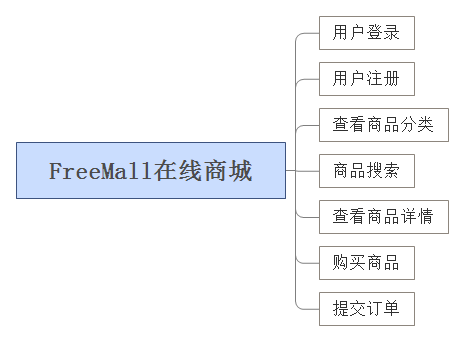 用户登录
用户注册
查看商品分类
FreeMall在线商城
商品搜索
查看商品详情
购买商品
提交订单